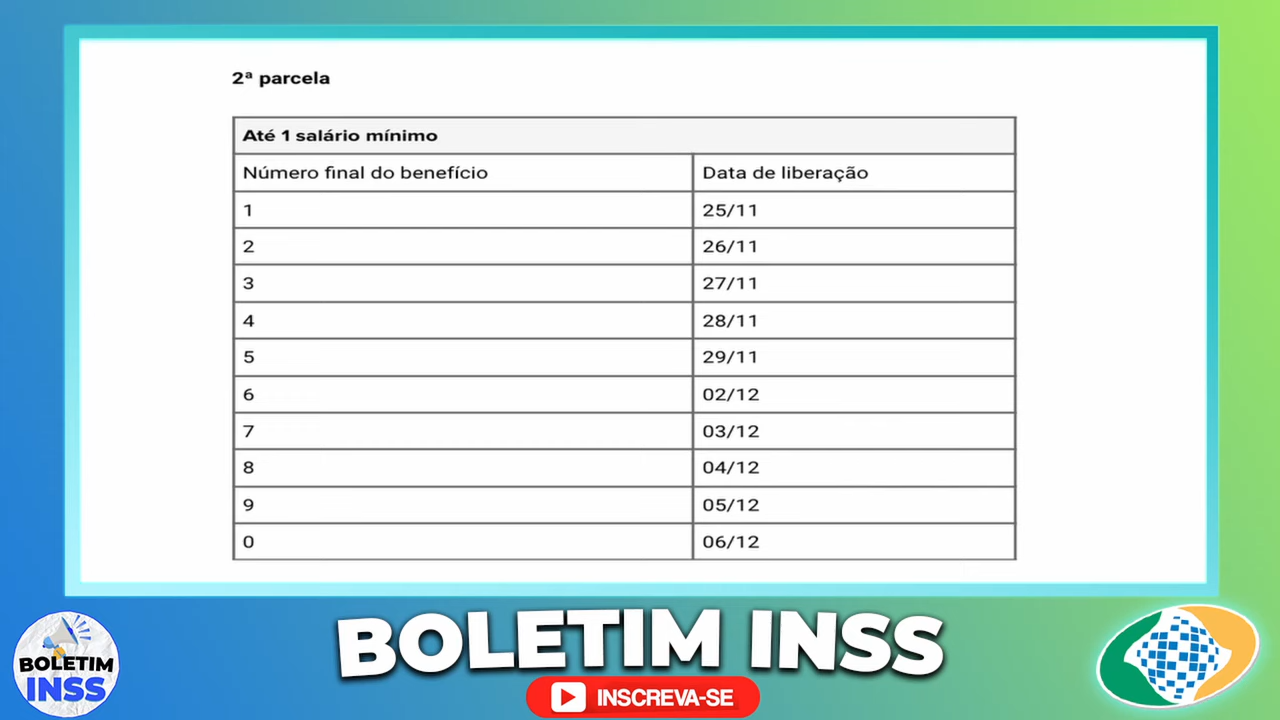 2ª parcela
Até 1 salário mínimo
Número final do benefício Data de liberação
1 25/11
2 26/11
3 27/11
4 28/11
5 29/11
6 02/12
7 03/12
8 04/12
9 05/12
0 06/12
BOLETIM INSS
INSCREVA-SE
BOLETIM
INSS